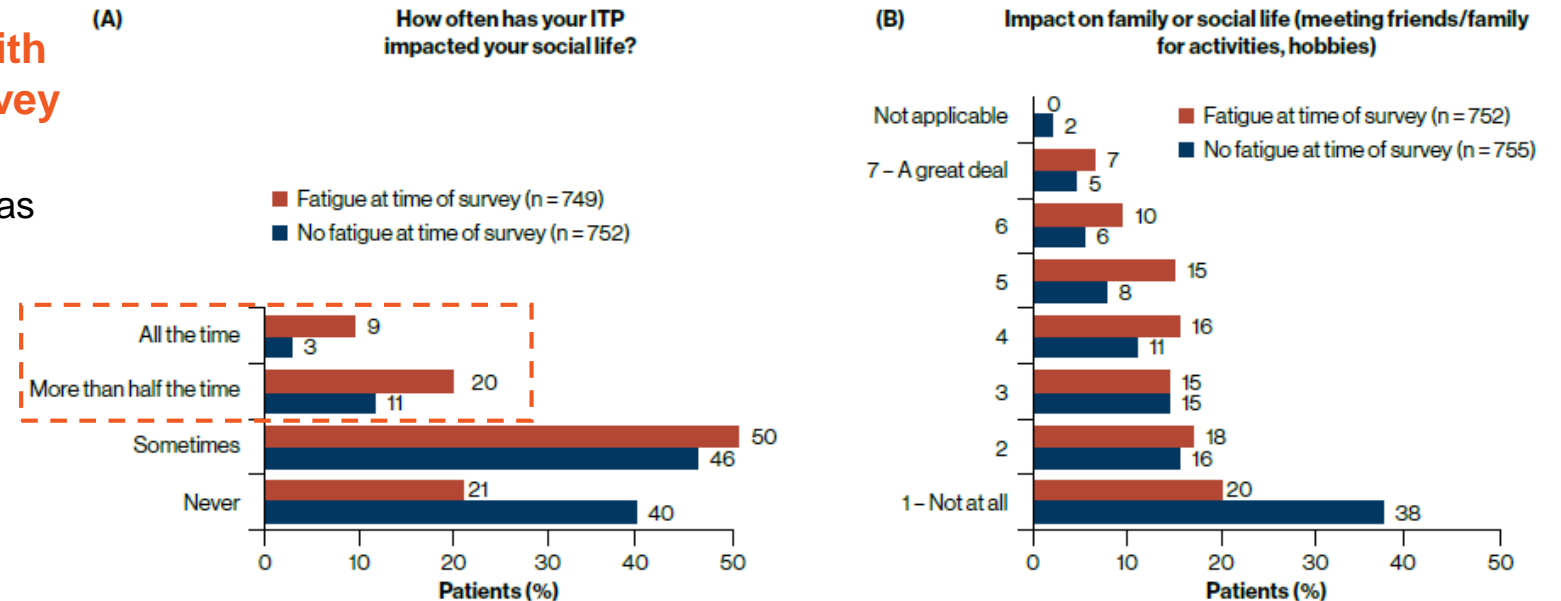 ith
vey
as
(A)
How often has your ITP
impacted your social life?
Fatigue at time of survey (n = 749)
No fatigue at time of survey (n = 752)
All the time
9
3
More than half the time
20
11
Sometimes
50
46
Never
21
40
0 10 20 30 40 50
Patients (%)
(B)
Impact on family or social life (meeting friends/family
for activities, hobbies)
Fatigue at time of survey (n = 752)
No fatigue at time of survey (n = 755)
Not applicable
0
2
7 – A great deal
7
5
6
10
6
5
15
8
4
16
11
3
15
15
2
18
16
1 – Not at all
20
38
0 10 20 30 40 50
Patients (%)